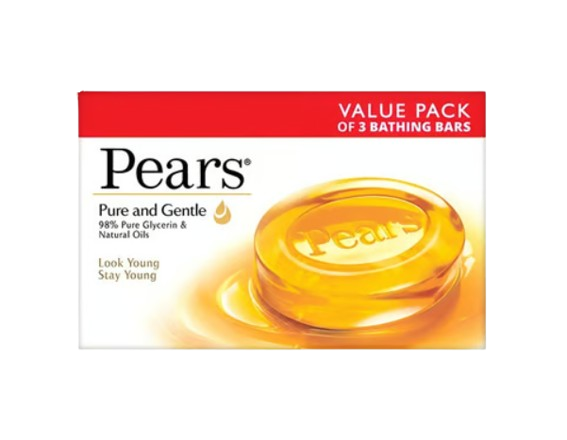 VALUE PACK
OF 3 BATHING BARS
Pears®
Pure and Gentle
98% Pure Glycerin &
Natural Oils
Look Young
Stay Young
Pears